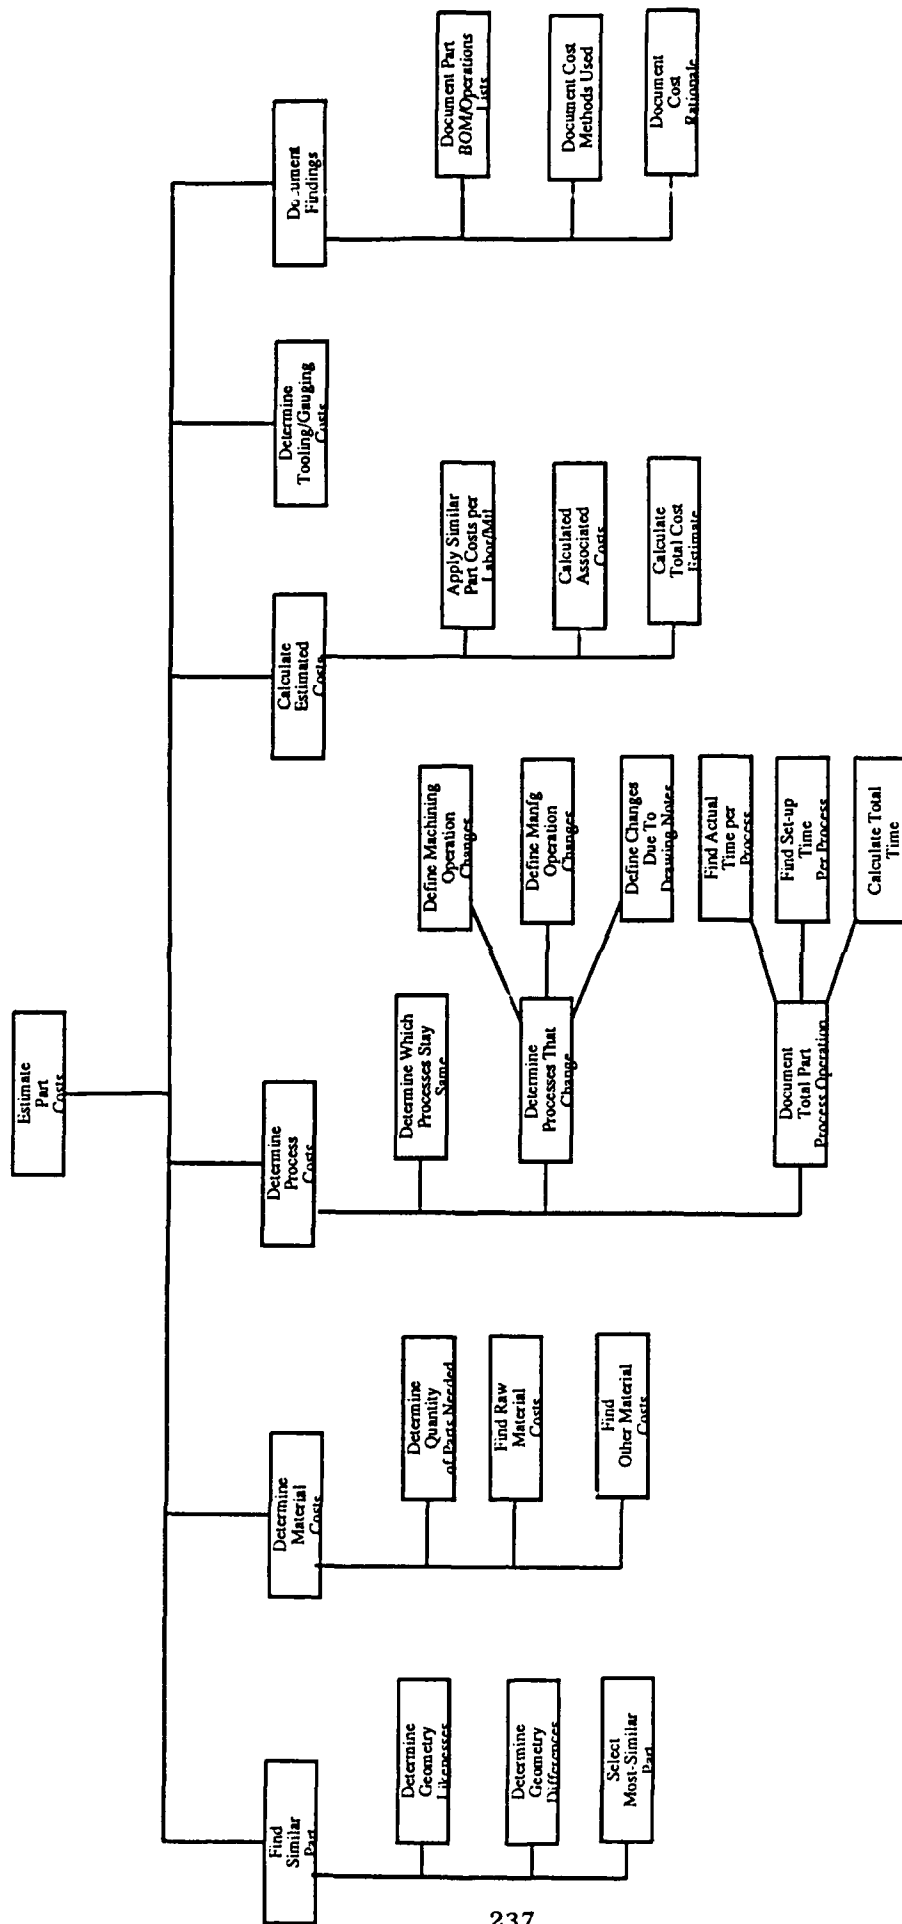 Estimate
Part
Costs
Find
Similar
Part
Determine
Geometry
Likenesses
Determine
Geometry
Differences
Select
Most-Similar
Part
Determine
Material
Costs
Determine
Quantity
of Parts Needed
Find Raw
Material
Costs
Find
Other Material
Costs
Determine
Process
Costs
Determine Which
Processes Stay
Same
Determine
Processes That
Change
Define Machining
Operation
Changes
Define Manfg
Operation
Changes
Define Changes
Due To
Drawing Notes
Document
Total Part
Process Operation
Find Actual
Time per
Process
Find Set-up
Time
Per Process
Calculate Total
Time
Calculate
Estimated
Costs
Apply Similar
Part Costs per
Labor/Mtl
Calculated
Associated
Costs
Calculate
Total Cost
Estimate
Determine
Tooling/Gauging
Costs
Document
Findings
Document Part
BOM/Operations
Lists
Document Cost
Methods Used
Document
Cost
Rationale
237